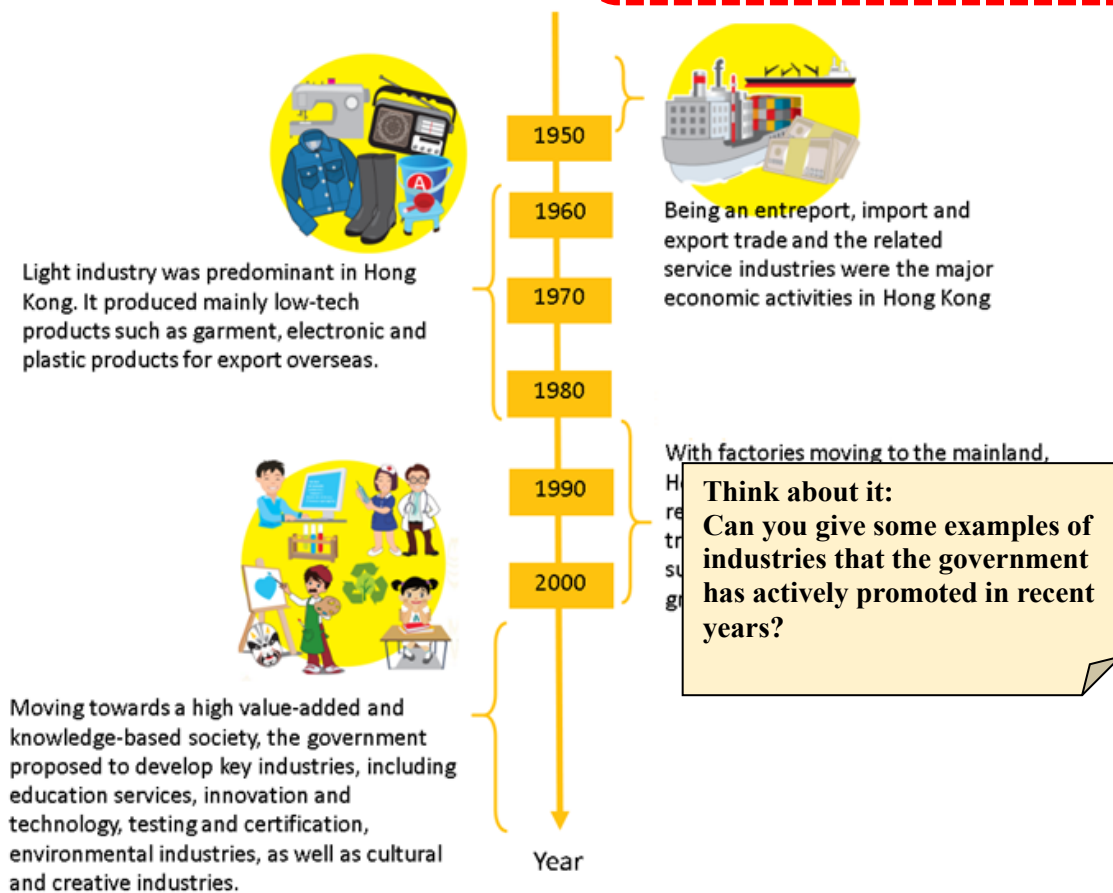 1950
Being an entreport, import and
export trade and the related
service industries were the major
economic activities in Hong Kong
A
1960
1970
1980
Light industry was predominant in Hong
Kong. It produced mainly low-tech
products such as garment, electronic and
plastic products for export overseas.
With factories moving to the mainland,
1990
2000
Think about it:
Can you give some examples of
industries that the government
has actively promoted in recent
years?
Moving towards a high value-added and
knowledge-based society, the government
proposed to develop key industries, including
education services, innovation and
technology, testing and certification,
environmental industries, as well as cultural
and creative industries.
Year